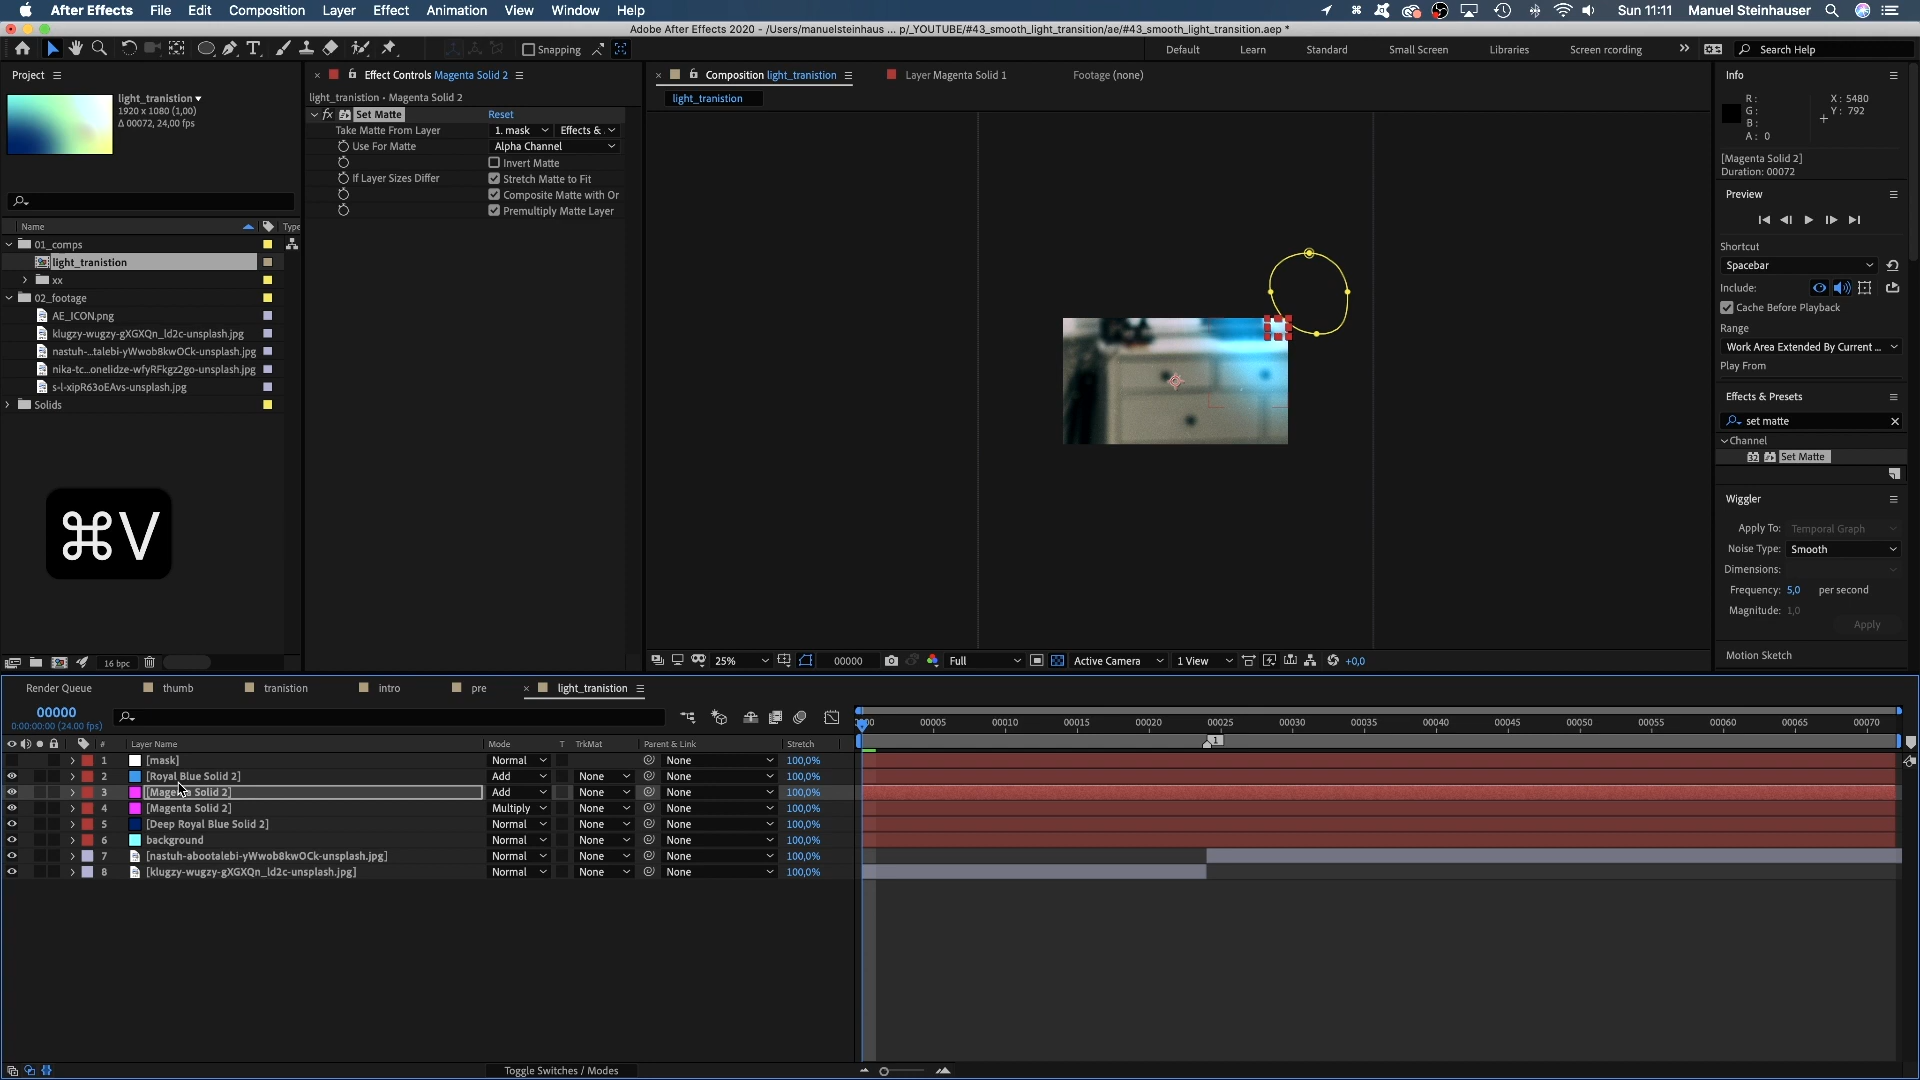 After Effects File Edit Composition Layer Effect Animation View Window Help Sun 11:11 Manuel Steinhauser
Adobe After Effects 2020 - /Users/manuelsteinhaus ... p/_YOUTUBE/#43_smooth_light_transition/ae/#43_smooth_light_transition.aep *
Snapping Default Learn Standard Small Screen Libraries Screen rcording Search Help
Project
light_tranistion
1920 x 1080 (1,00)
Δ 00072, 24,00 fps
Name Type
01_comps
light_tranistion
xx
02_footage
AE_ICON.png
klugzy-wugzy-gXGXQn_ld2c-unsplash.jpg
nastuh-...talebi-yWwob8kwOCk-unsplash.jpg
nika-tc...onelidze-wfyRFkgz2go-unsplash.jpg
s-l-xipR63oEAvs-unsplash.jpg
Solids
⌘V
16 bpc
Effect Controls Magenta Solid 2
light_tranistion • Magenta Solid 2
fx Set Matte Reset
Take Matte From Layer 1. mask Effects &
Use For Matte Alpha Channel
Invert Matte
If Layer Sizes Differ Stretch Matte to Fit
Composite Matte with Or
Premultiply Matte Layer
Composition light_tranistion Layer Magenta Solid 1 Footage (none)
light_tranistion
25% 00000 Full Active Camera 1 View +0,0
Info
R: X: 5480
G: Y: 792
B:
A: 0
[Magenta Solid 2]
Duration: 00072
Preview
Shortcut
Spacebar
Include:
Cache Before Playback
Range
Work Area Extended By Current ...
Play From
Effects & Presets
set matte
Channel
32 Set Matte
Wiggler
Apply To: Temporal Graph
Noise Type: Smooth
Dimensions:
Frequency: 5,0 per second
Magnitude: 1,0
Apply
Motion Sketch
Render Queue thumb tranistion intro pre light_tranistion
00000
0:00:00:00 (24.00 fps)
00005 00010 00015 00020 00025 00030 00035 00040 00045 00050 00055 00060 00065 00070
1
# Layer Name Mode T TrkMat Parent & Link Stretch
1 [mask] Normal None 100,0%
2 [Royal Blue Solid 2] Add None None 100,0%
3 [Magenta Solid 2] Add None None 100,0%
4 [Magenta Solid 2] Multiply None None 100,0%
5 [Deep Royal Blue Solid 2] Normal None None 100,0%
6 background Normal None None 100,0%
7 [nastuh-abootalebi-yWwob8kwOCk-unsplash.jpg] Normal None None 100,0%
8 [klugzy-wugzy-gXGXQn_ld2c-unsplash.jpg] Normal None None 100,0%
Toggle Switches / Modes